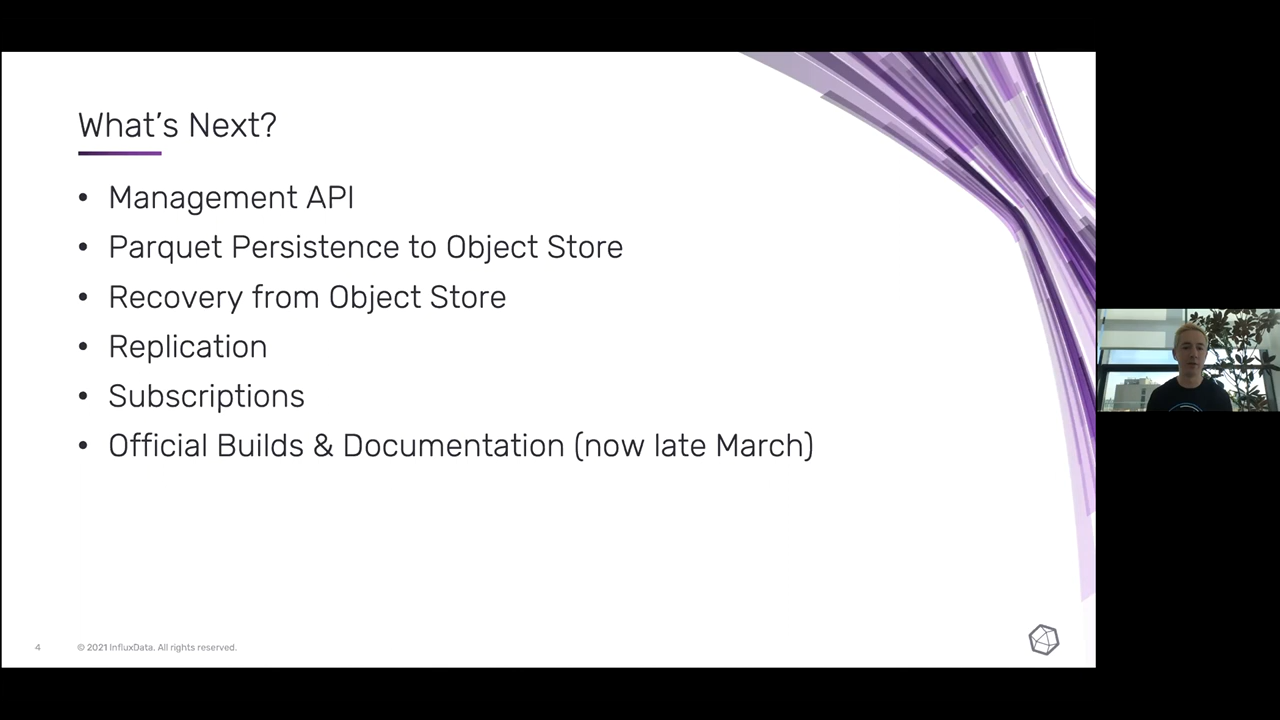 What's Next?
• Management API
• Parquet Persistence to Object Store
• Recovery from Object Store
• Replication
• Subscriptions
• Official Builds & Documentation (now late March)
4 © 2021 InfluxData. All rights reserved.